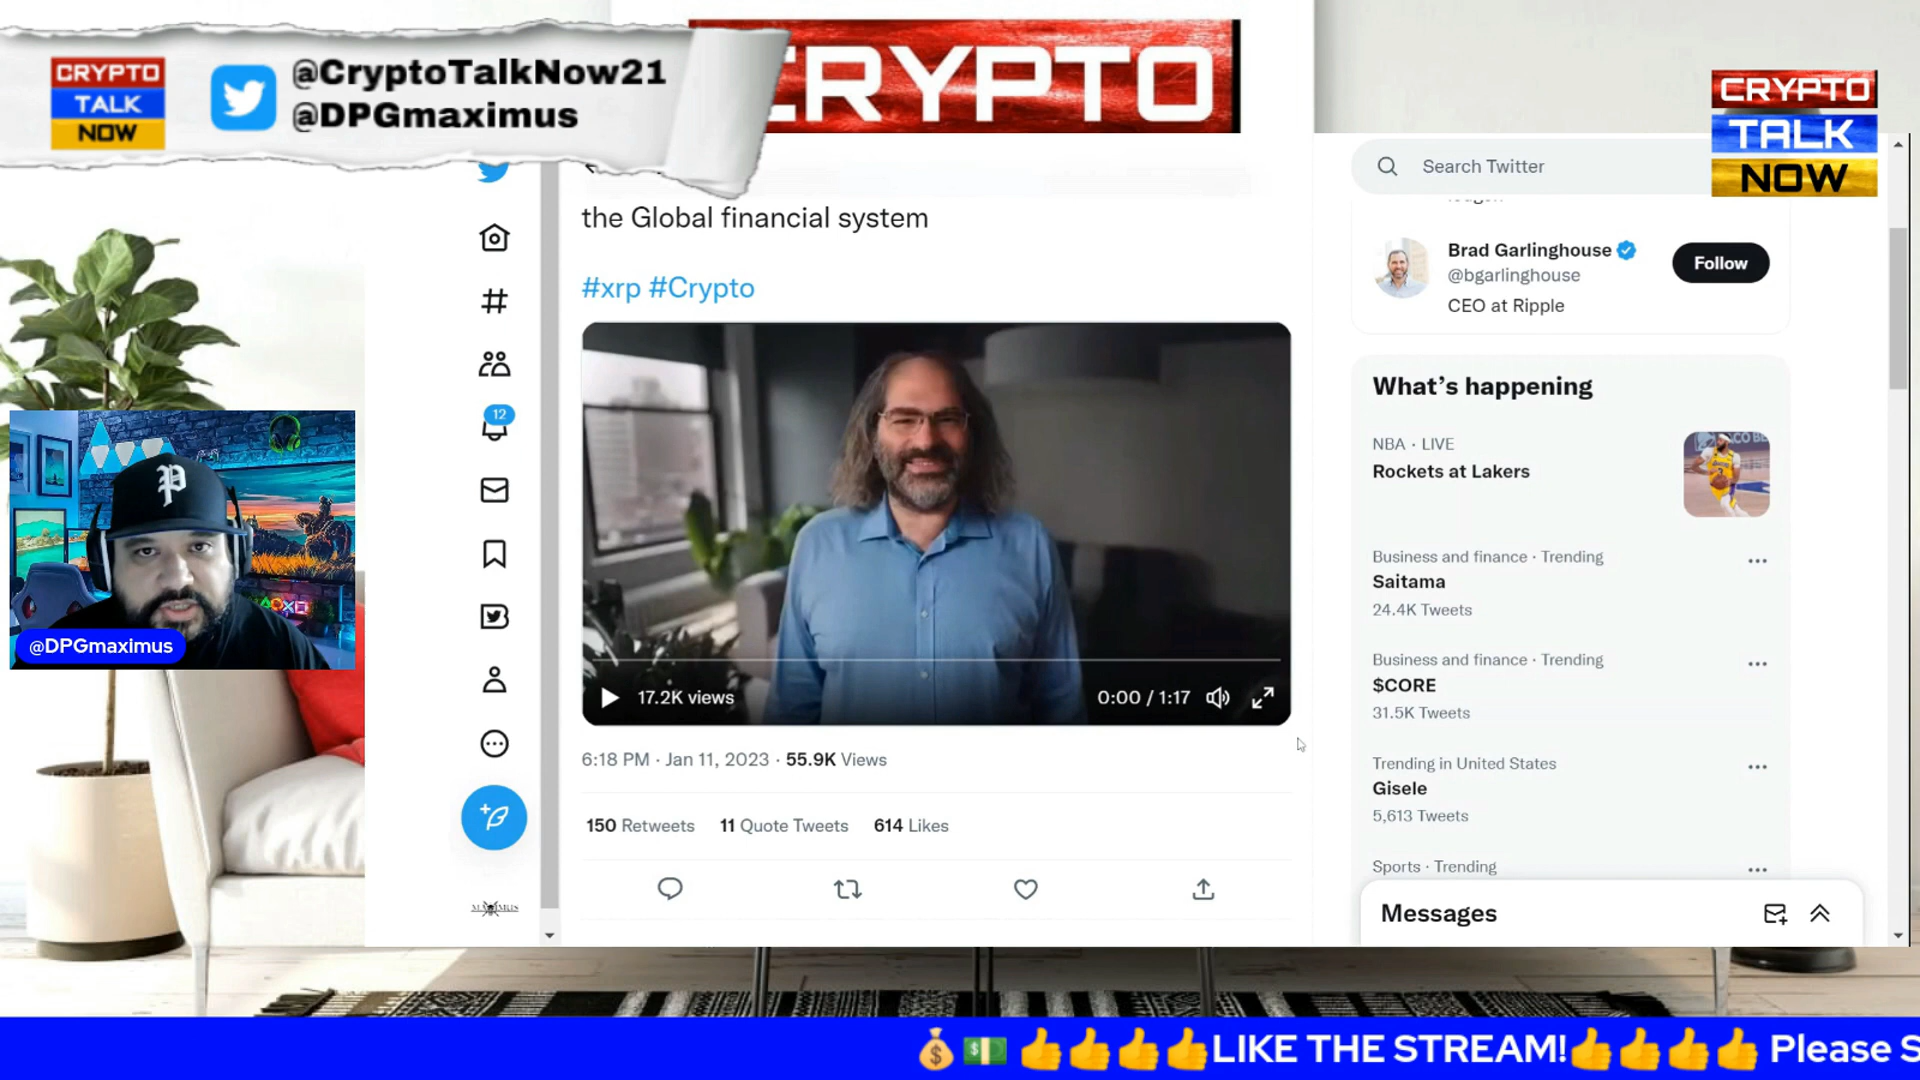 CRYPTO
TALK
NOW
@CryptoTalkNow21
@DPGmaximus
CRYPTO
CRYPTO
TALK
NOW
Search Twitter
the Global financial system
#xrp #Crypto
Brad Garlinghouse
@bgarlinghouse
CEO at Ripple
Follow
What's happening
NBA · LIVE
Rockets at Lakers
Business and finance · Trending
Saitama
24.4K Tweets
Business and finance · Trending
$CORE
31.5K Tweets
Trending in United States
Gisele
5,613 Tweets
Sports · Trending
Messages
12
P
@DPGmaximus
17.2K views
0:00 / 1:17
6:18 PM · Jan 11, 2023 · 55.9K Views
150 Retweets 11 Quote Tweets 614 Likes
💰 💵 👍👍👍👍LIKE THE STREAM!👍👍👍👍 Please S